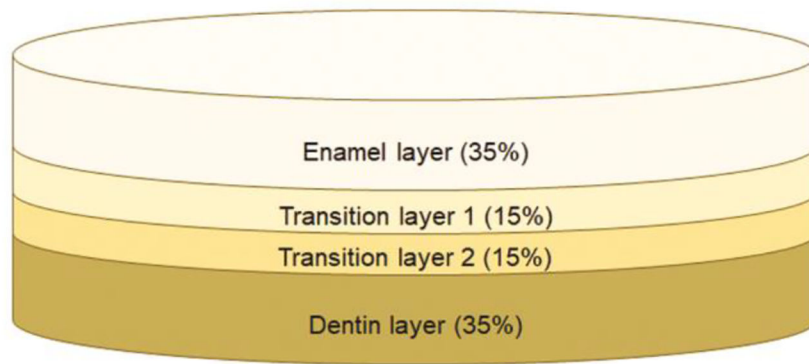 Enamel layer (35%)
Transition layer 1 (15%)
Transition layer 2 (15%)
Dentin layer (35%)